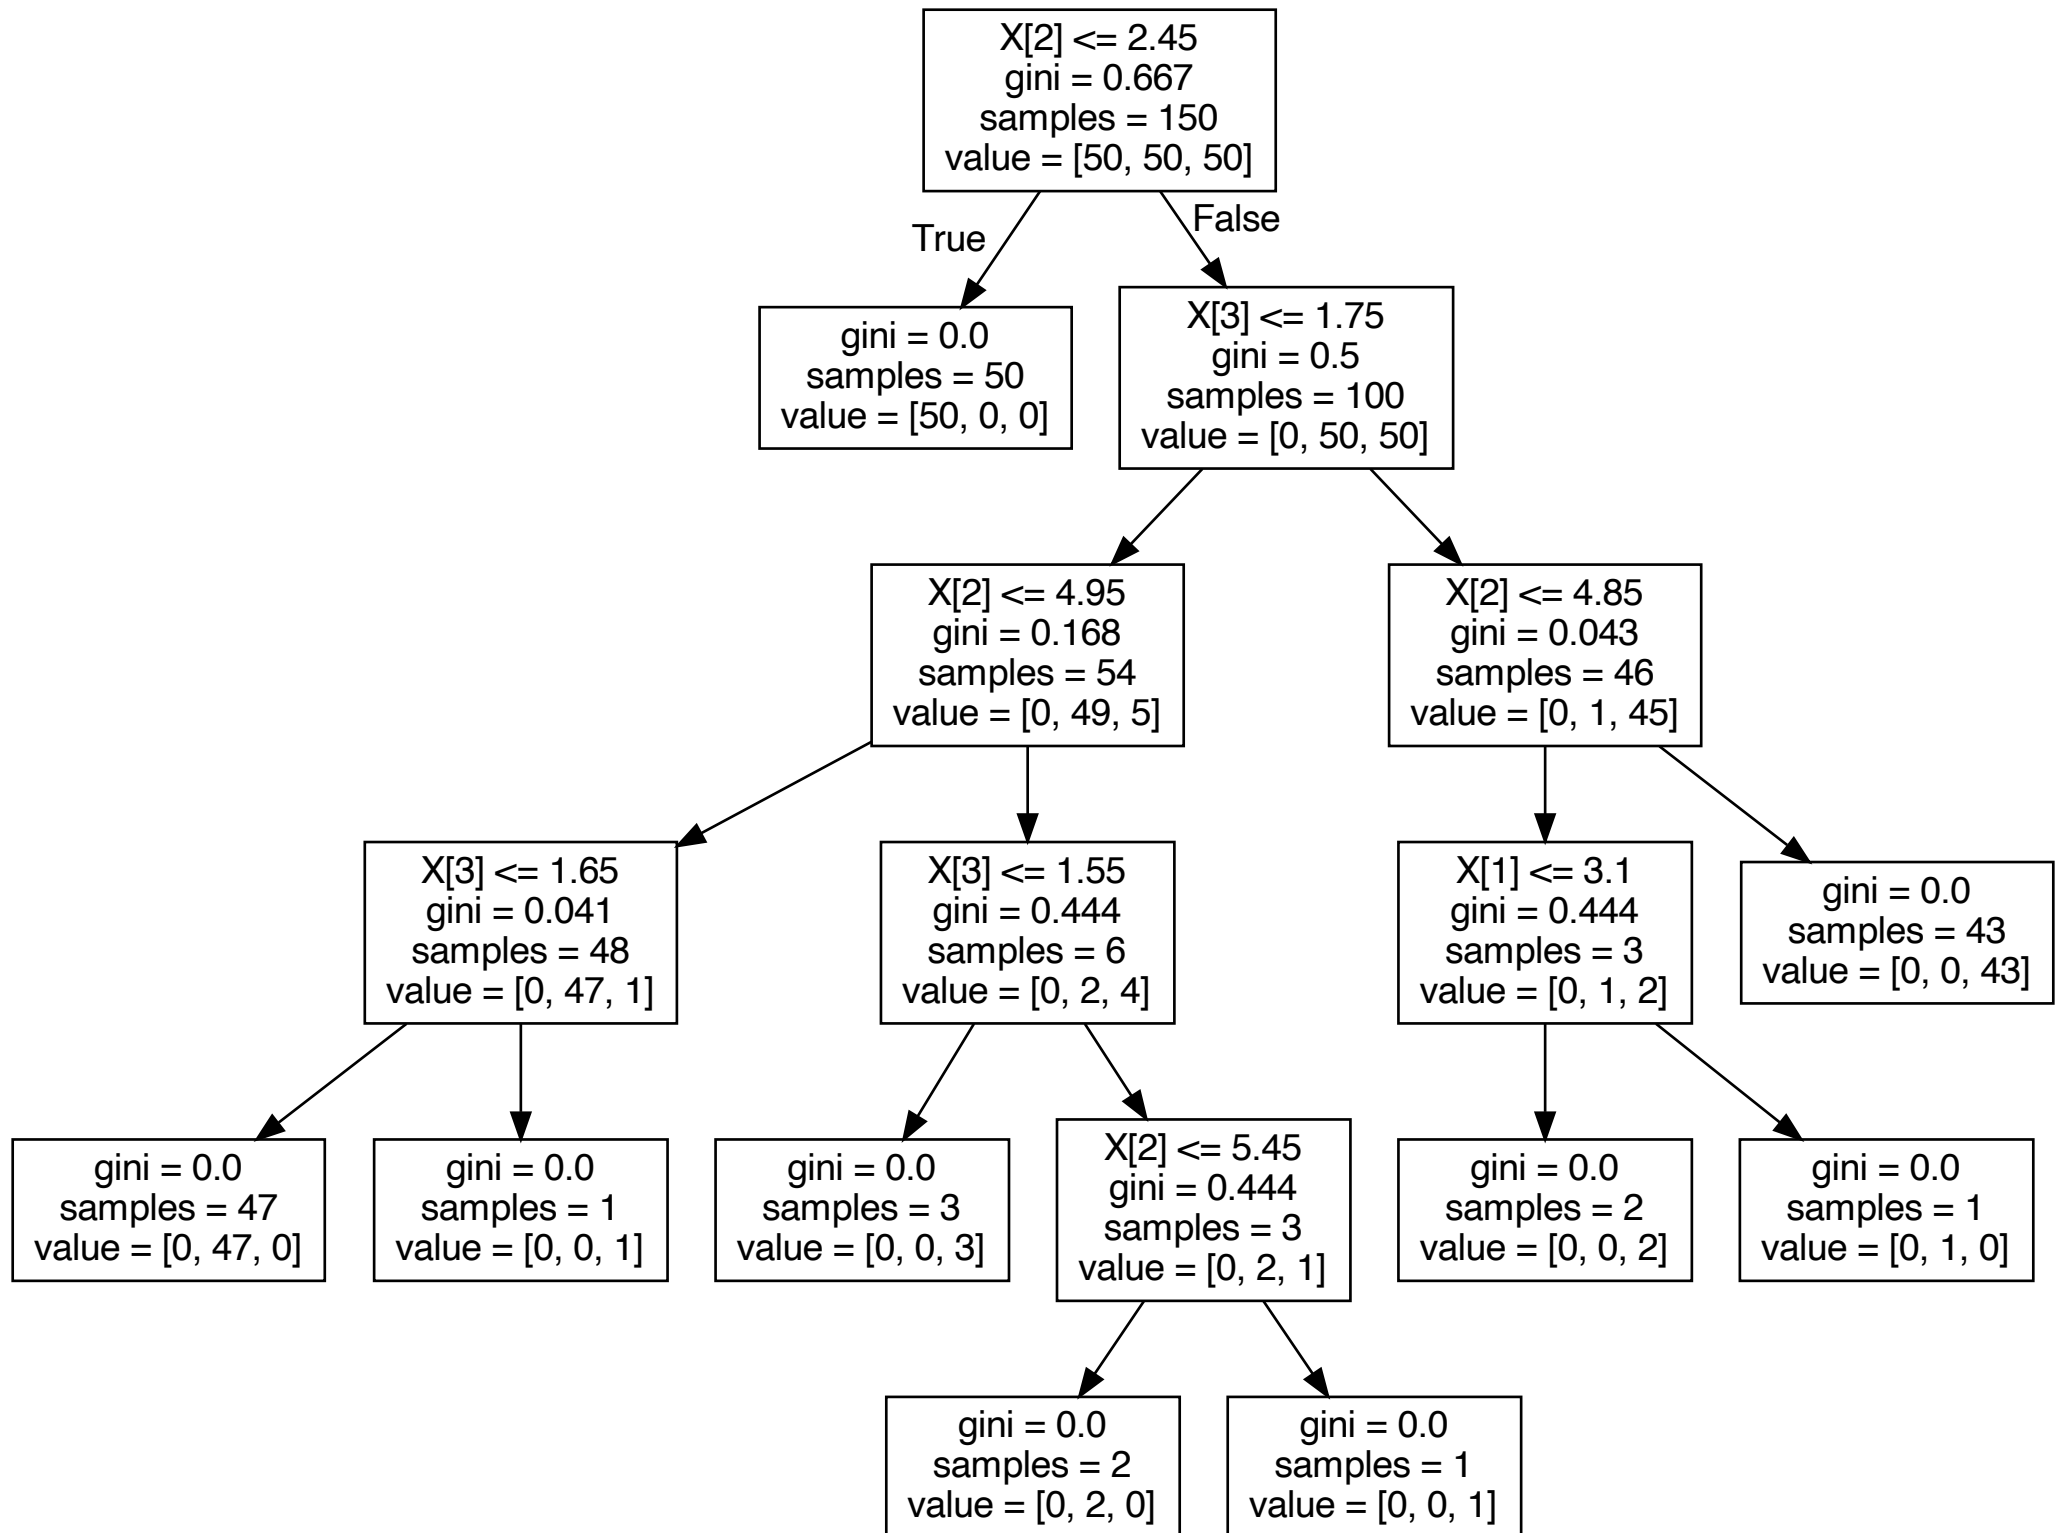 X[2] <= 2.45
gini = 0.667
samples = 150
value = [50, 50, 50]
True
False
gini = 0.0
samples = 50
value = [50, 0, 0]
X[3] <= 1.75
gini = 0.5
samples = 100
value = [0, 50, 50]
X[2] <= 4.95
gini = 0.168
samples = 54
value = [0, 49, 5]
X[2] <= 4.85
gini = 0.043
samples = 46
value = [0, 1, 45]
X[3] <= 1.65
gini = 0.041
samples = 48
value = [0, 47, 1]
X[3] <= 1.55
gini = 0.444
samples = 6
value = [0, 2, 4]
X[1] <= 3.1
gini = 0.444
samples = 3
value = [0, 1, 2]
gini = 0.0
samples = 43
value = [0, 0, 43]
gini = 0.0
samples = 47
value = [0, 47, 0]
gini = 0.0
samples = 1
value = [0, 0, 1]
gini = 0.0
samples = 3
value = [0, 0, 3]
X[2] <= 5.45
gini = 0.444
samples = 3
value = [0, 2, 1]
gini = 0.0
samples = 2
value = [0, 0, 2]
gini = 0.0
samples = 1
value = [0, 1, 0]
gini = 0.0
samples = 2
value = [0, 2, 0]
gini = 0.0
samples = 1
value = [0, 0, 1]